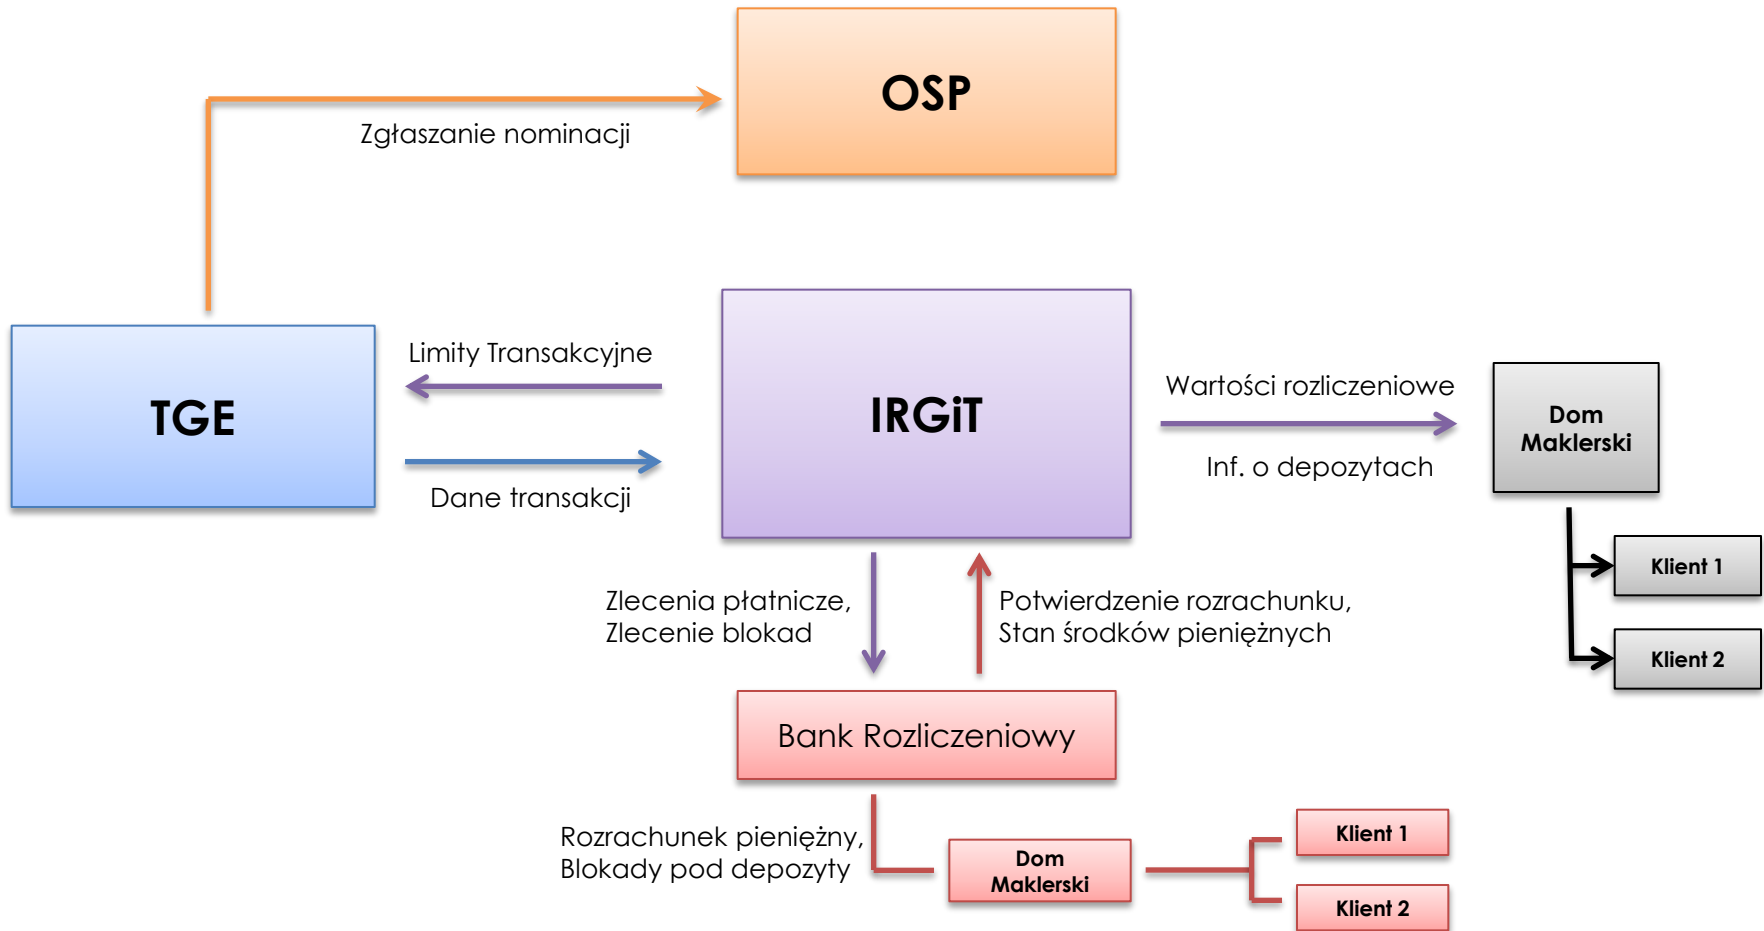 OSP
Zgłaszanie nominacji
TGE
Limity Transakcyjne
Dane transakcji
IRGiT
Wartości rozliczeniowe
Inf. o depozytach
Dom
Maklerski
Klient 1
Klient 2
Zlecenia płatnicze,
Zlecenie blokad
Potwierdzenie rozrachunku,
Stan środków pieniężnych
Bank Rozliczeniowy
Rozrachunek pieniężny,
Blokady pod depozyty
Dom
Maklerski
Klient 1
Klient 2